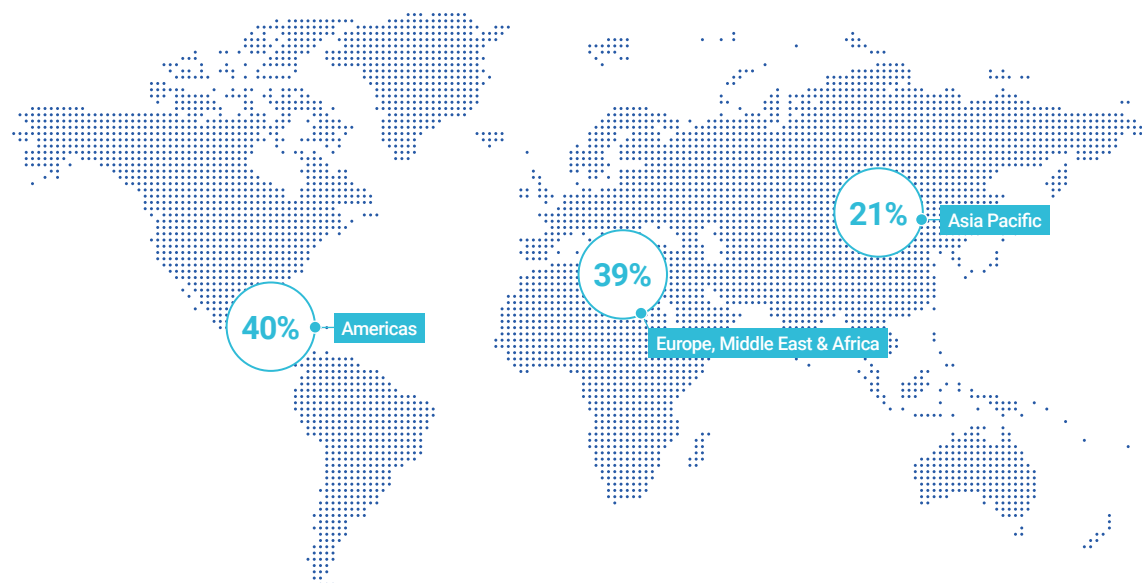 21%
Asia Pacific
39%
Europe, Middle East & Africa
40%
Americas